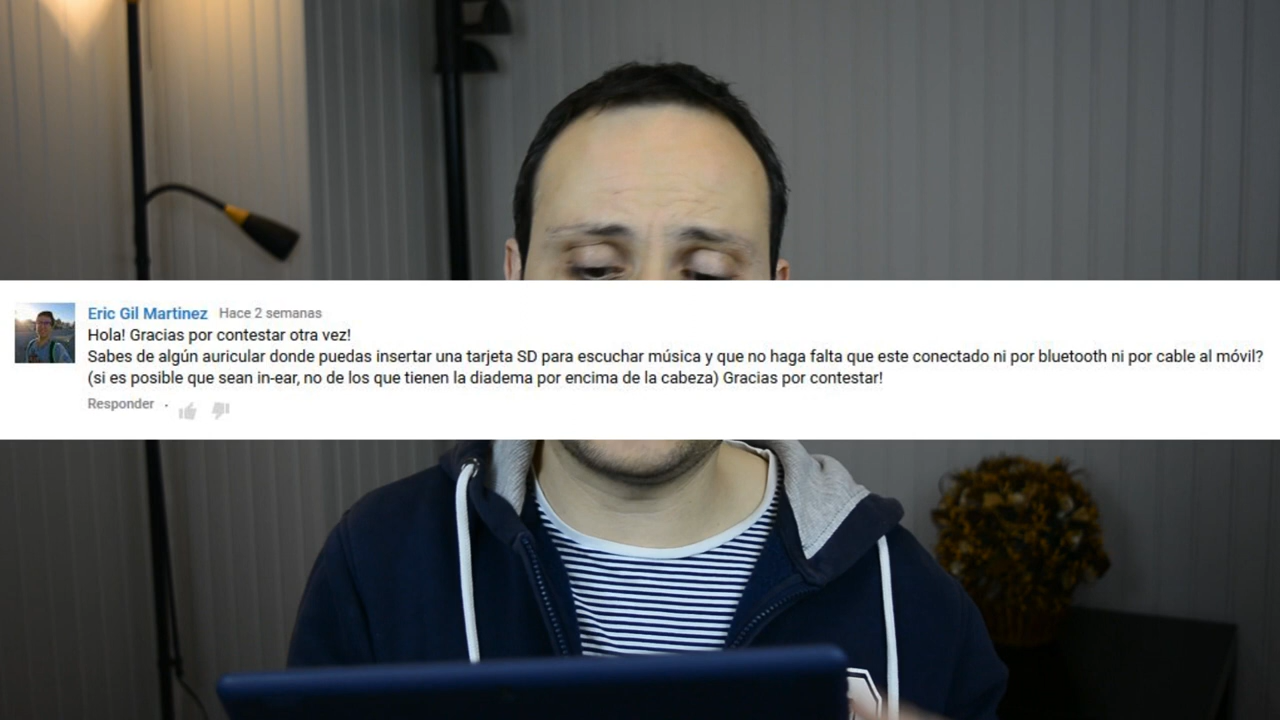 Eric Gil Martinez Hace 2 semanas
Hola! Gracias por contestar otra vez!
Sabes de algún auricular donde puedas insertar una tarjeta SD para escuchar música y que no haga falta que este conectado ni por bluetooth ni por cable al móvil?
(si es posible que sean in-ear, no de los que tienen la diadema por encima de la cabeza) Gracias por contestar!
Responder ·